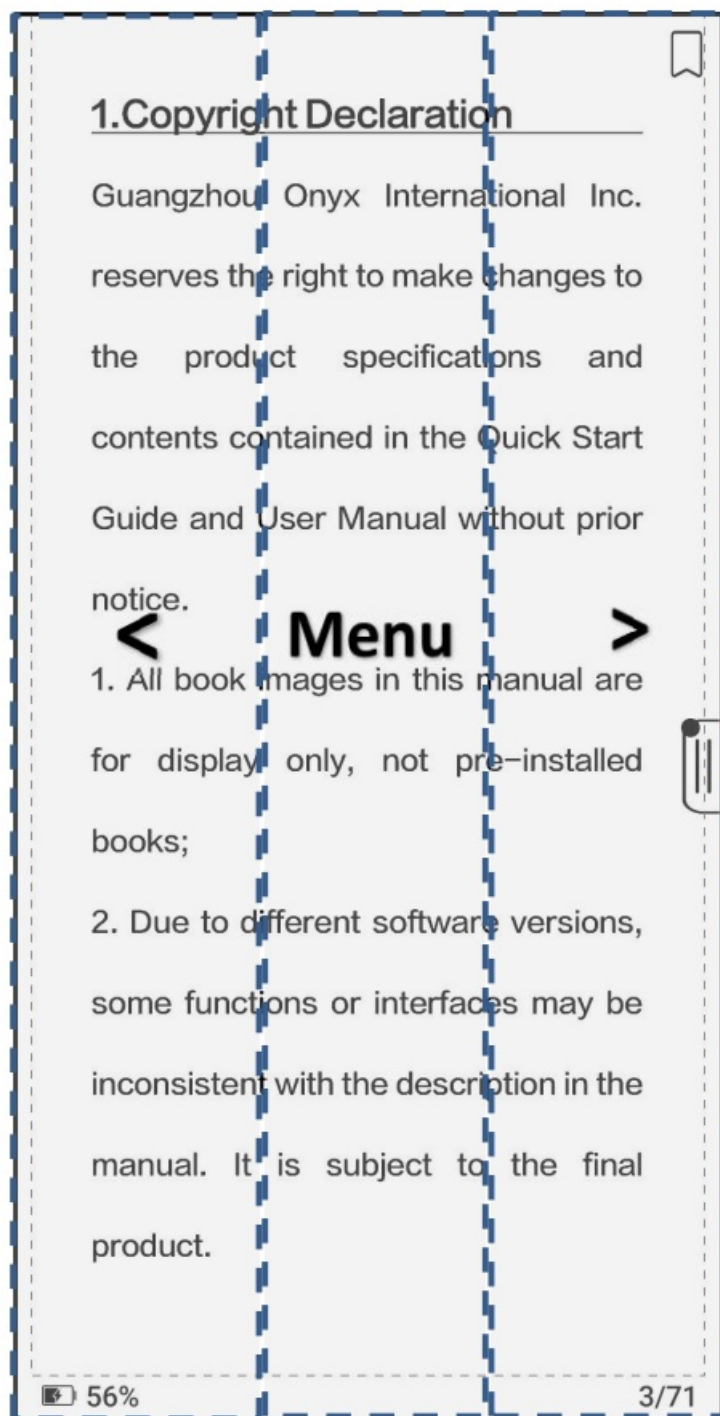 1.Copyright Declaration
Guangzhou Onyx International Inc.
reserves the right to make changes to
the product specifications and
contents contained in the Quick Start
Guide and User Manual without prior
notice.
< Menu >
1. All book images in this manual are
for display only, not pre-installed
books;
2. Due to different software versions,
some functions or interfaces may be
inconsistent with the description in the
manual. It is subject to the final
product.
56% 3/71